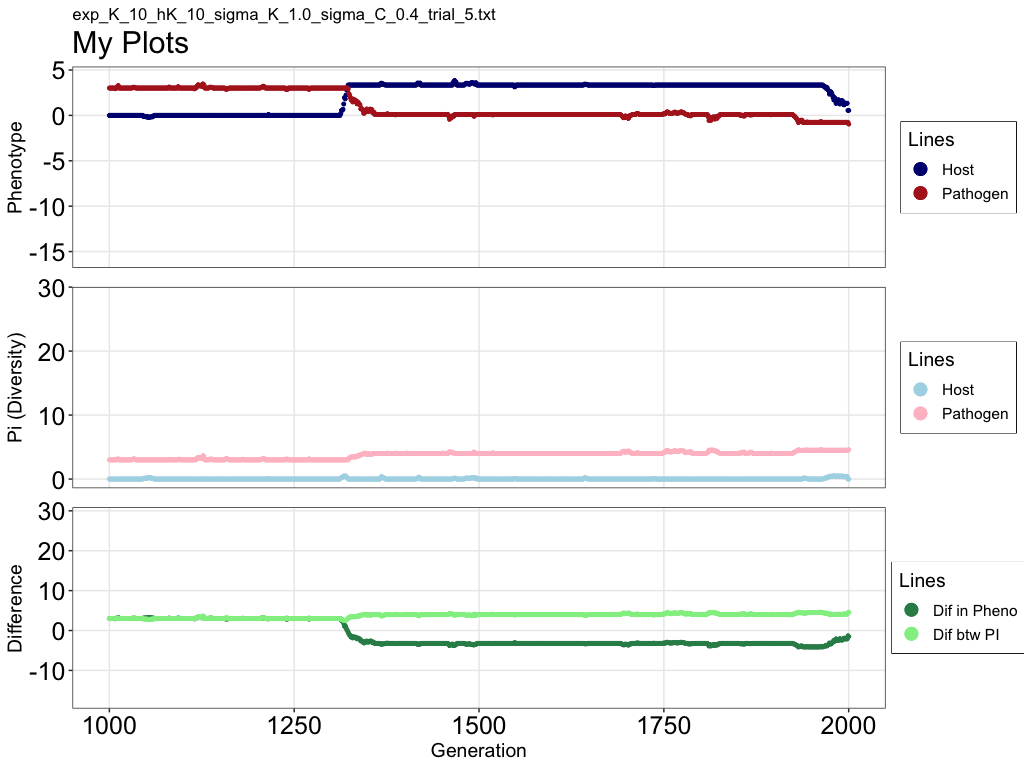 exp_K_10_hK_10_sigma_K_1.0_sigma_C_0.4_trial_5.txt
My Plots
Phenotype
5
0
-5
-10
-15
Lines
Host
Pathogen
Pi (Diversity)
30
20
10
0
Lines
Host
Pathogen
Difference
30
20
10
0
-10
Lines
Dif in Pheno
Dif btw PI
1000 1250 1500 1750 2000
Generation